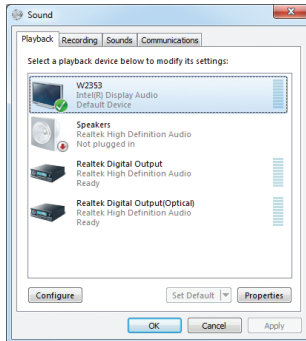 Sound
Playback Recording Sounds Communications
Select a playback device below to modify its settings:
W2353
Intel(R) Display Audio
Default Device
Speakers
Realtek High Definition Audio
Not plugged in
Realtek Digital Output
Realtek High Definition Audio
Ready
Realtek Digital Output(Optical)
Realtek High Definition Audio
Ready
Configure Set Default Properties
OK Cancel Apply